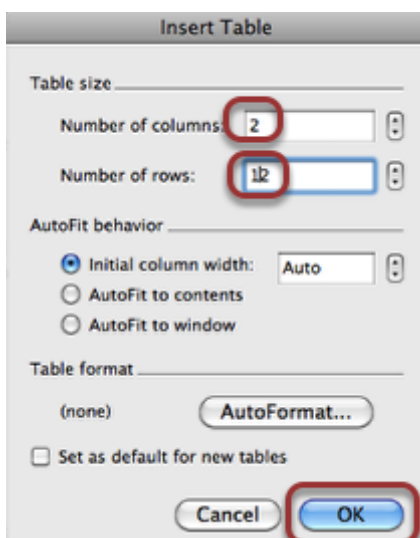 Insert Table
Table size
Number of columns: 2
Number of rows: 12
AutoFit behavior
Initial column width: Auto
AutoFit to contents
AutoFit to window
Table format
(none) AutoFormat...
Set as default for new tables
Cancel OK